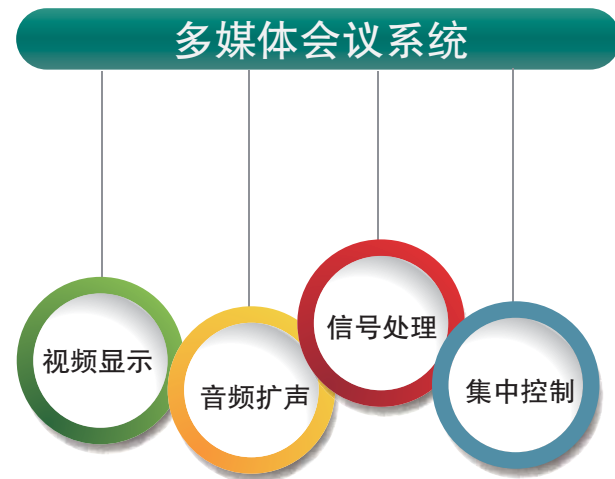 多媒体会议系统
视频显示
音频扩声
信号处理
集中控制